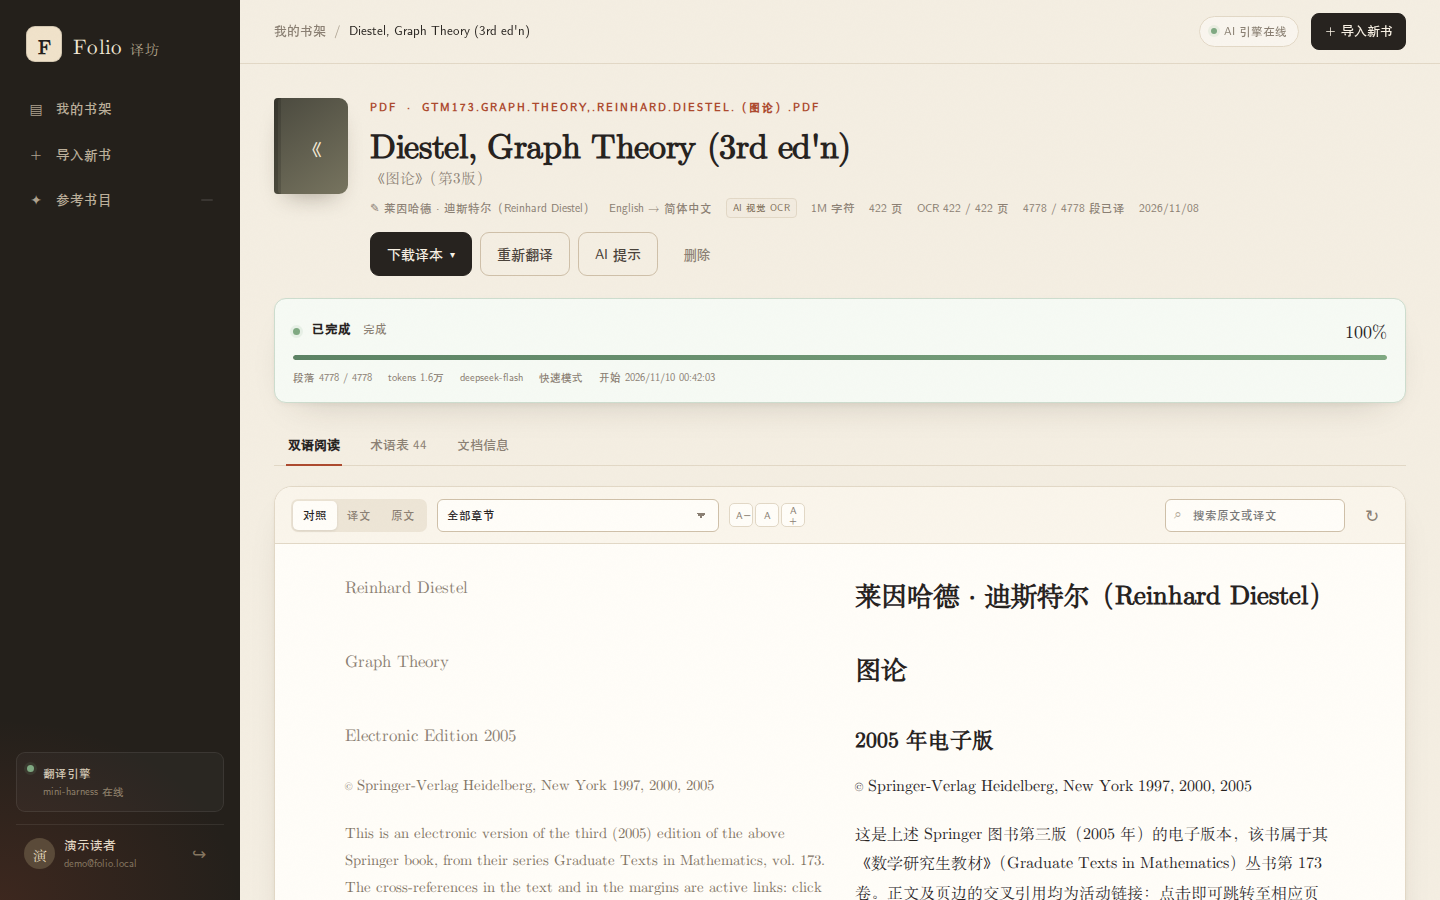 F Folio 译坊
我的书架
导入新书
参考书目
翻译引擎
mini-harness 在线
演 演示读者
demo@folio.local
我的书架 / Diestel, Graph Theory (3rd ed'n)
AI 引擎在线
+ 导入新书
《
PDF · GTM173.GRAPH.THEORY,.REINHARD.DIESTEL.（图论）.PDF
Diestel, Graph Theory (3rd ed'n)
《图论》（第3版）
✎ 莱因哈德 · 迪斯特尔（Reinhard Diestel） English → 简体中文 AI 视觉 OCR 1M 字符 422 页 OCR 422 / 422 页 4778 / 4778 段已译 2026/11/08
下载译本 ▾ 重新翻译 AI 提示 删除
已完成 完成 100%
段落 4778 / 4778 tokens 1.6万 deepseek-flash 快速模式 开始 2026/11/10 00:42:03
双语阅读 术语表 44 文档信息
对照 译文 原文 全部章节 A− A A+ 搜索原文或译文
Reinhard Diestel
莱因哈德 · 迪斯特尔（Reinhard Diestel）
Graph Theory
图论
Electronic Edition 2005
2005 年电子版
© Springer-Verlag Heidelberg, New York 1997, 2000, 2005
© Springer-Verlag Heidelberg, New York 1997, 2000, 2005
This is an electronic version of the third (2005) edition of the above
Springer book, from their series Graduate Texts in Mathematics, vol. 173.
The cross-references in the text and in the margins are active links: click
这是上述 Springer 图书第三版（2005 年）的电子版本，该书属于其
《数学研究生教材》（Graduate Texts in Mathematics）丛书第 173
卷。正文及页边的交叉引用均为活动链接：点击即可跳转至相应页